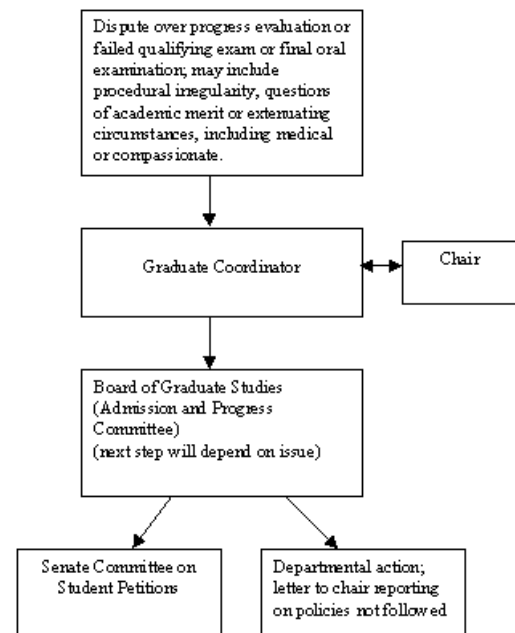 Dispute over progress evaluation or
failed qualifying exam or final oral
examination; may include
procedural irregularity, questions
of academic merit or extenuating
circumstances, including medical
or compassionate.
Graduate Coordinator
Chair
Board of Graduate Studies
(Admission and Progress
Committee)
(next step will depend on issue)
Senate Committee on
Student Petitions
Departmental action;
letter to chair reporting
on policies not followed